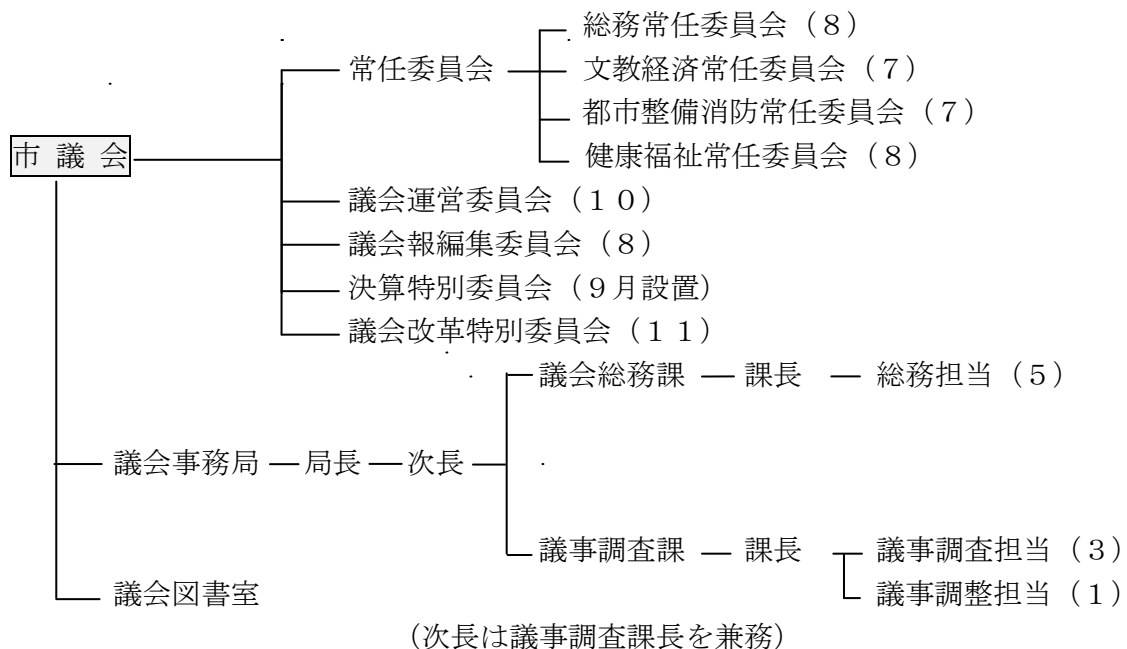 総務常任委員会（８）
常任委員会
文教経済常任委員会（７）
都市整備消防常任委員会（７）
市 議 会
健康福祉常任委員会（８）
議会運営委員会（１０）
議会報編集委員会（８）
決算特別委員会（９月設置）
議会改革特別委員会（１１）
議会総務課 課長 総務担当（５）
議会事務局 局長 次長
議事調査課 課長 議事調査担当（３）
議会図書室 議事調整担当（１）
（次長は議事調査課長を兼務）